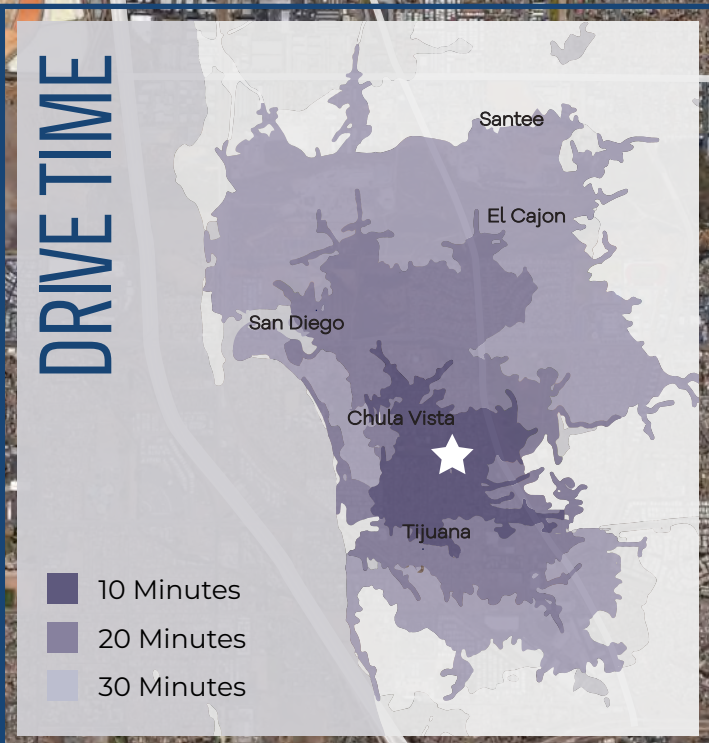 DRIVE TIME
Santee
El Cajon
San Diego
Chula Vista
Tijuana
10 Minutes
20 Minutes
30 Minutes